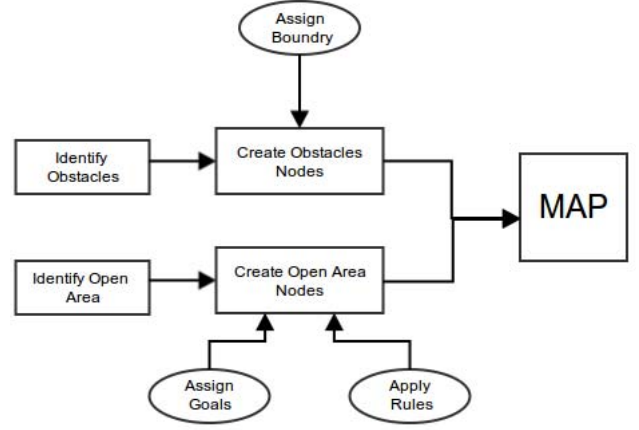 Assign
Boundry
Identify
Obstacles
Create Obstacles
Nodes
MAP
Identify Open
Area
Create Open Area
Nodes
Assign
Goals
Apply
Rules